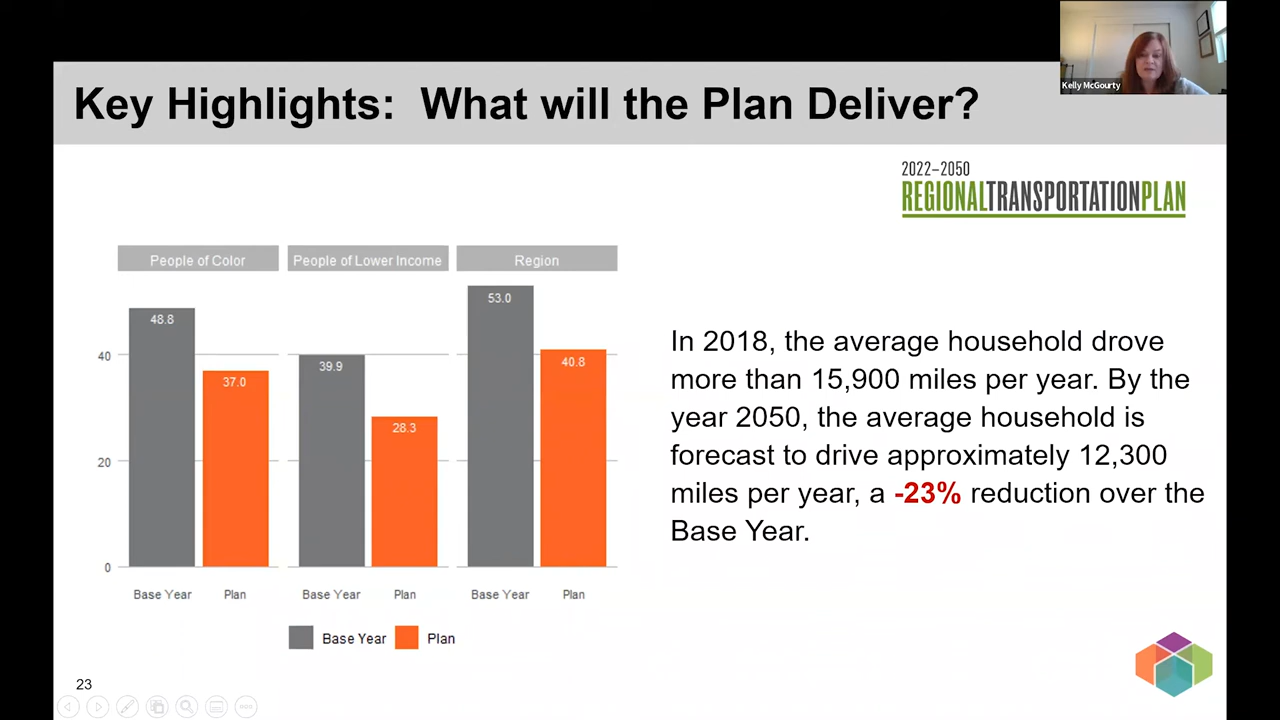 Kelly McGourty
Key Highlights:  What will the Plan Deliver?
2022–2050
REGIONALTRANSPORTATIONPLAN
People of Color
People of Lower Income
Region
48.8
37.0
39.9
28.3
53.0
40.8
40
20
0
Base Year
Plan
Base Year
Plan
Base Year
Plan
Base Year
Plan
In 2018, the average household drove
more than 15,900 miles per year. By the
year 2050, the average household is
forecast to drive approximately 12,300
miles per year, a -23% reduction over the
Base Year.
23